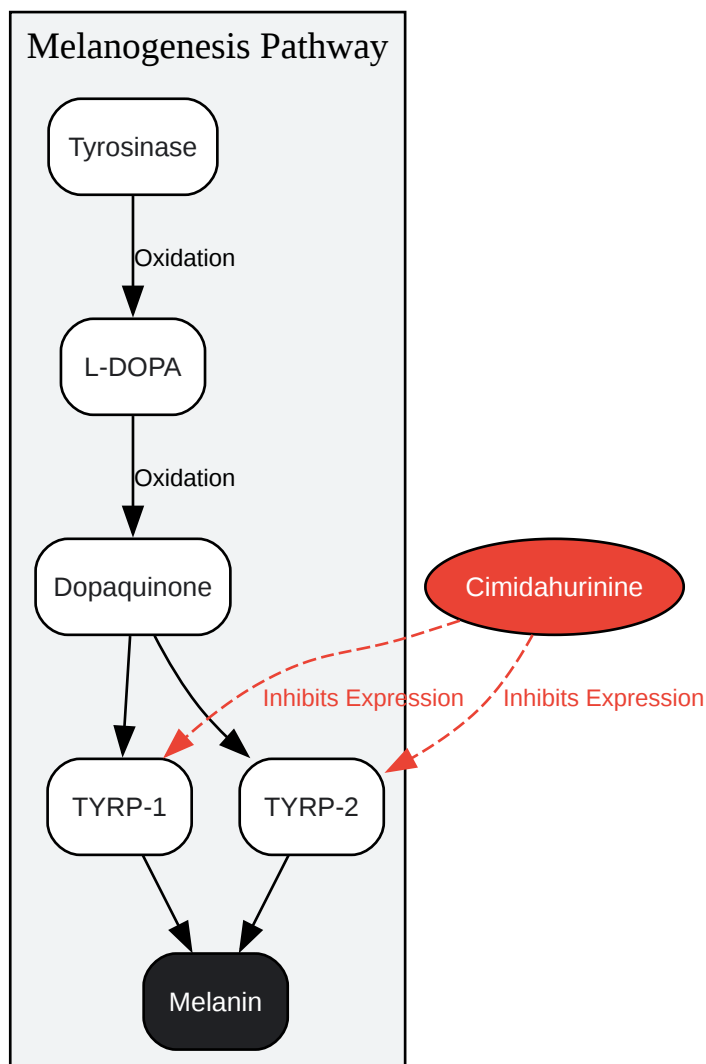 Melanogenesis Pathway
Tyrosinase
Oxidation
L-DOPA
Oxidation
Dopaquinone
Cimidahurinine
Inhibits Expression
Inhibits Expression
TYRP-1
TYRP-2
Melanin